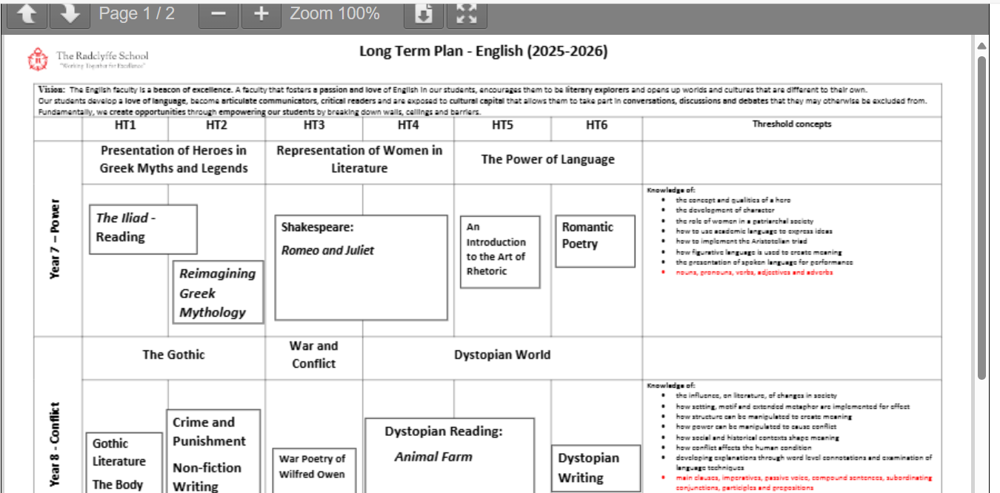 Page 1 / 2
Zoom 100%
The Radclyffe School
"Working Together for Excellence"
Long Term Plan - English (2025-2026)
Vision: The English faculty is a beacon of excellence. A faculty that fosters a passion and love of English in our students, encourages them to be literary explorers and opens up worlds and cultures that are different to their own.
Our students develop a love of language, become articulate communicators, critical readers and are exposed to cultural capital that allows them to take part in conversations, discussions and debates that they may otherwise be excluded from.
Fundamentally, we create opportunities through empowering our students by breaking down walls, ceilings and barriers.
HT1
HT2
HT3
HT4
HT5
HT6
Threshold concepts
Year 7 – Power
Presentation of Heroes in
Greek Myths and Legends
Representation of Women in
Literature
The Power of Language
The Iliad -
Reading
Reimagining
Greek
Mythology
Shakespeare:
Romeo and Juliet
An
Introduction
to the Art of
Rhetoric
Romantic
Poetry
Knowledge of:
• the concept and qualities of a hero
• the development of character
• the role of women in a patriarchal society
• how to use academic language to express ideas
• how to implement the Aristotelian triad
• how figurative language is used to create meaning
• the presentation of spoken language for performance
• nouns, pronouns, verbs, adjectives and adverbs
Year 8 - Conflict
The Gothic
War and
Conflict
Dystopian World
Gothic
Literature
The Body
Crime and
Punishment
Non-fiction
Writing
War Poetry of
Wilfred Owen
Dystopian Reading:
Animal Farm
Dystopian
Writing
Knowledge of:
• the influence, on literature, of changes in society
• how setting, motif and extended metaphor are implemented for effect
• how structure can be manipulated to create meaning
• how power can be manipulated to cause conflict
• how social and historical contexts shape meaning
• how conflict affects the human condition
• developing explanations through word level connotations and examination of
language techniques
• main clauses, imperatives, passive voice, compound sentences, subordinating
conjunctions, participles and prepositions